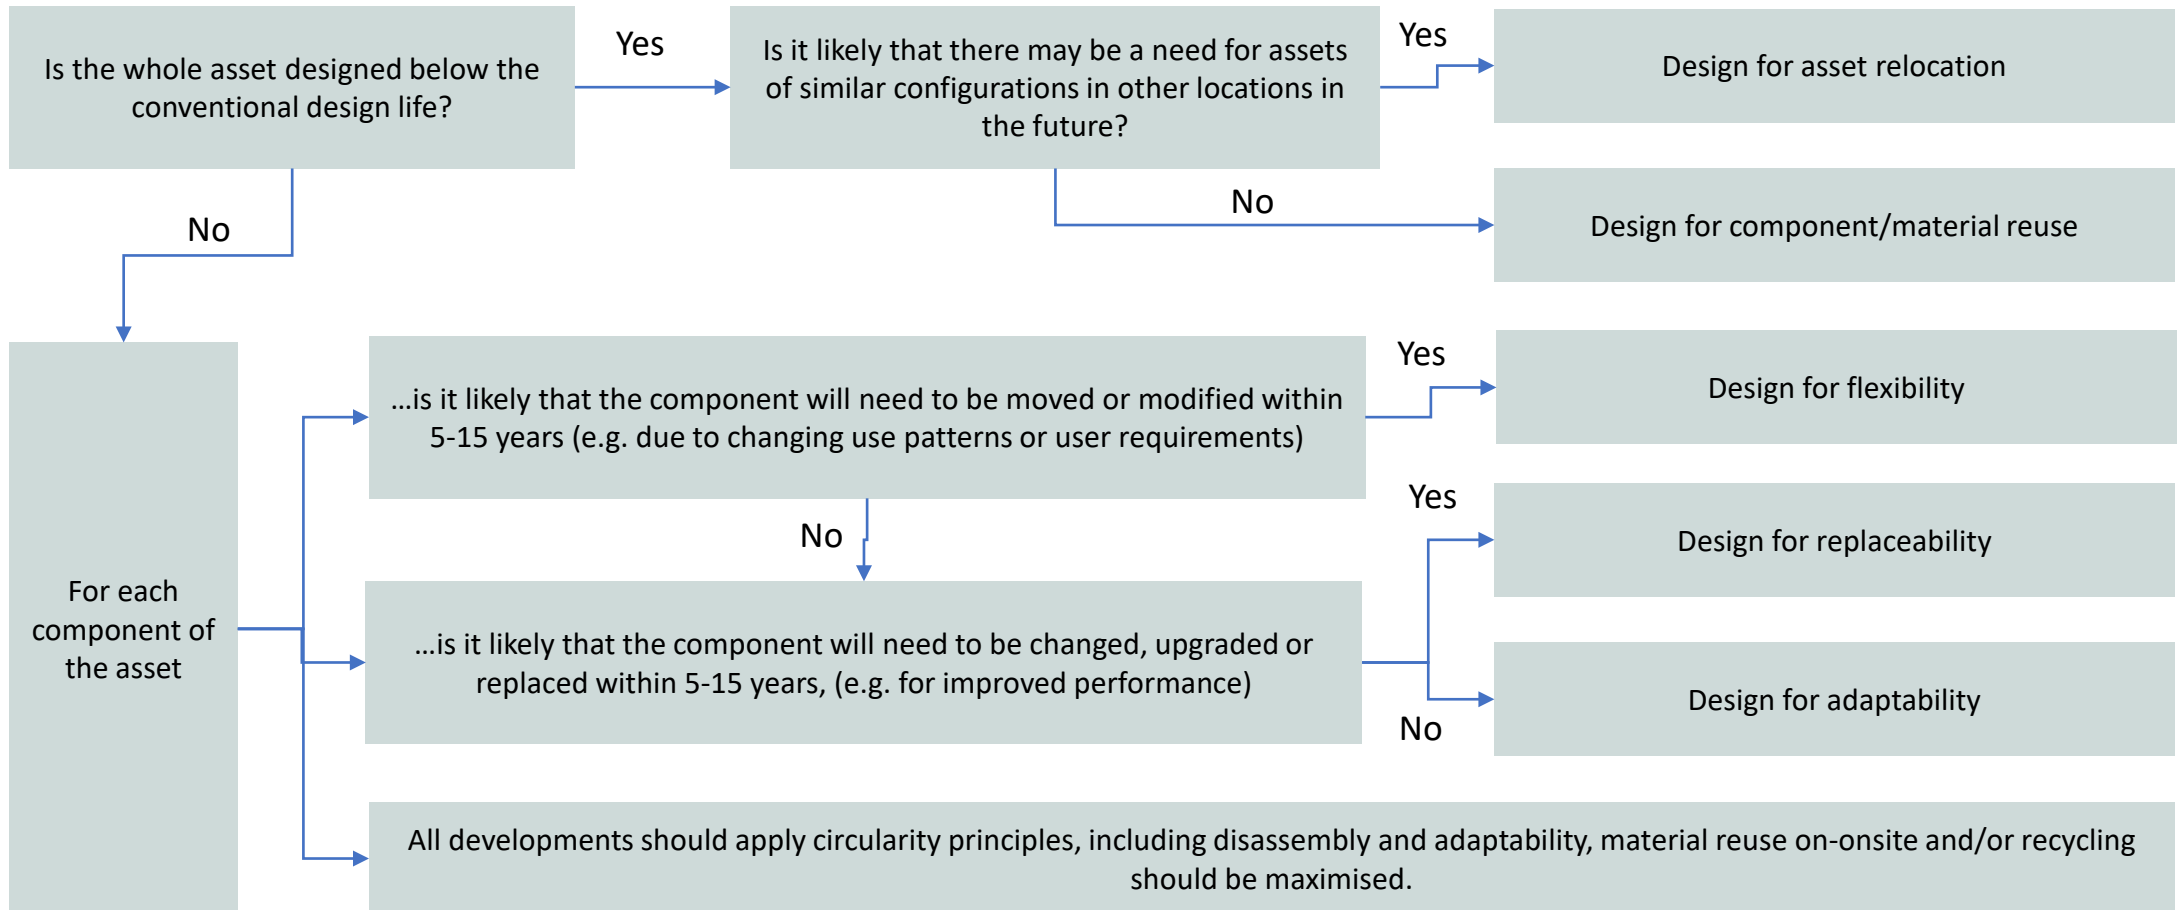 Is the whole asset designed below the
conventional design life?
Yes
Is it likely that there may be a need for assets
of similar configurations in other locations in
the future?
Yes
Design for asset relocation
No
Design for component/material reuse
No
For each
component of
the asset
...is it likely that the component will need to be moved or modified within
5-15 years (e.g. due to changing use patterns or user requirements)
Yes
Design for flexibility
No
...is it likely that the component will need to be changed, upgraded or
replaced within 5-15 years, (e.g. for improved performance)
Yes
Design for replaceability
No
Design for adaptability
All developments should apply circularity principles, including disassembly and adaptability, material reuse on-onsite and/or recycling
should be maximised.